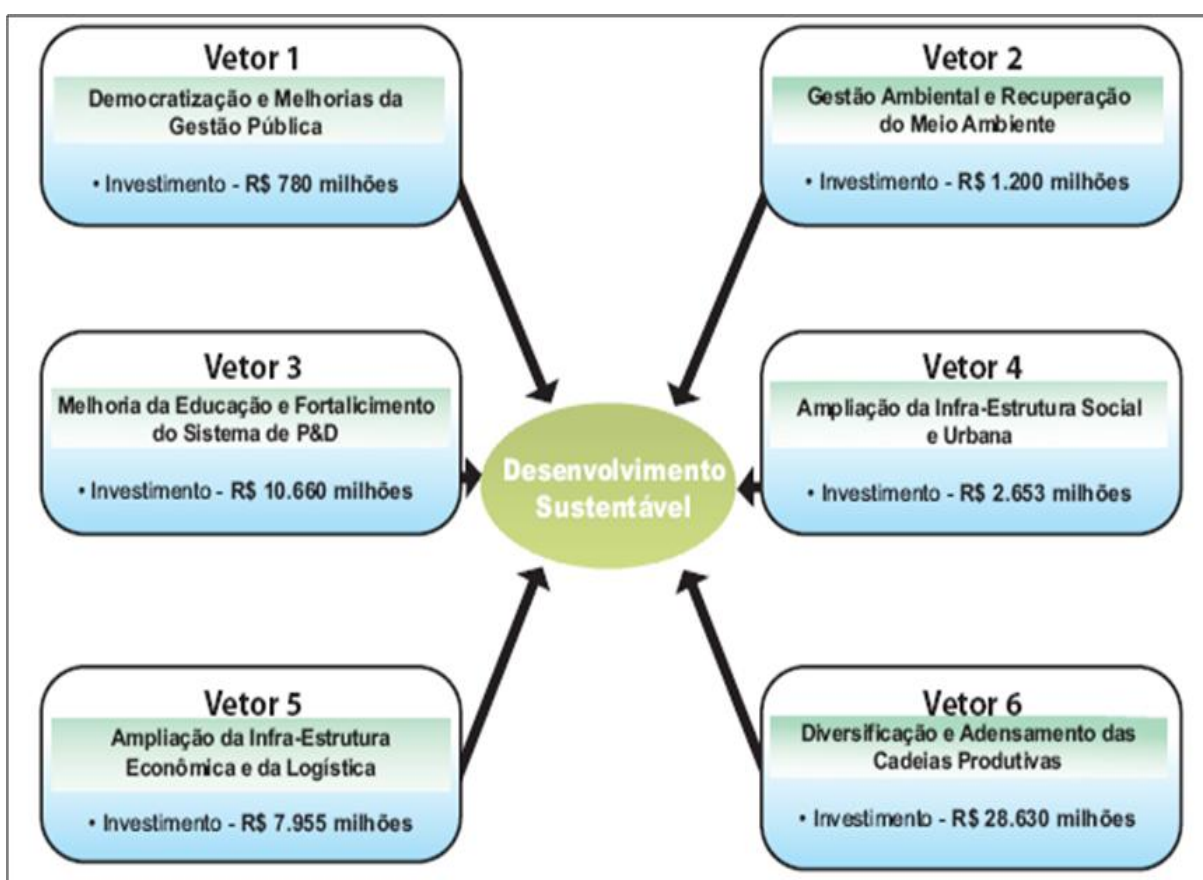 Vetor 1
Democratização e Melhorias da
Gestão Pública
• Investimento - R$ 780 milhões
Vetor 2
Gestão Ambiental e Recuperação
do Meio Ambiente
• Investimento - R$ 1.200 milhões
Vetor 3
Melhoria da Educação e Fortalicimento
do Sistema de P&D
• Investimento - R$ 10.660 milhões
Vetor 4
Ampliação da Infra-Estrutura Social
e Urbana
• Investimento - R$ 2.653 milhões
Desenvolvimento
Sustentável
Vetor 5
Ampliação da Infra-Estrutura
Econômica e da Logística
• Investimento - R$ 7.955 milhões
Vetor 6
Diversificação e Adensamento das
Cadeias Produtivas
• Investimento - R$ 28.630 milhões